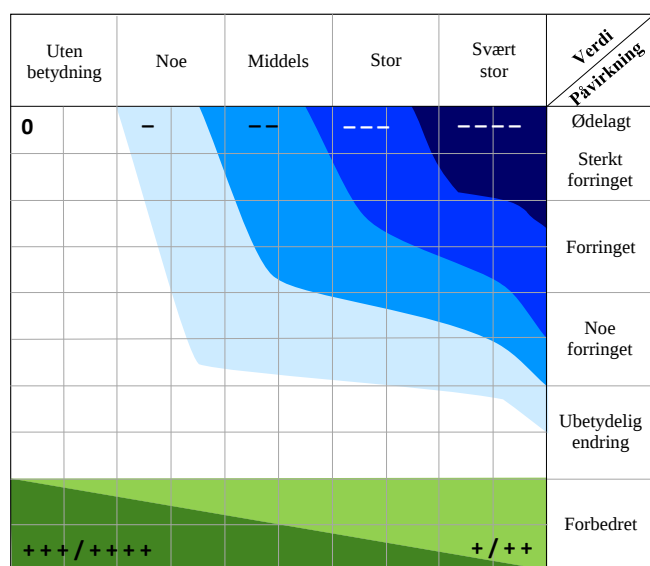 Uten
betydning
Noe
Middels
Stor
Svært
stor
Verdi
Påvirkning
0
–
– –
– – –
– – – –
Ødelagt
Sterkt
forringet
Forringet
Noe
forringet
Ubetydelig
endring
Forbedret
+ + + / + + + +
+ / + +